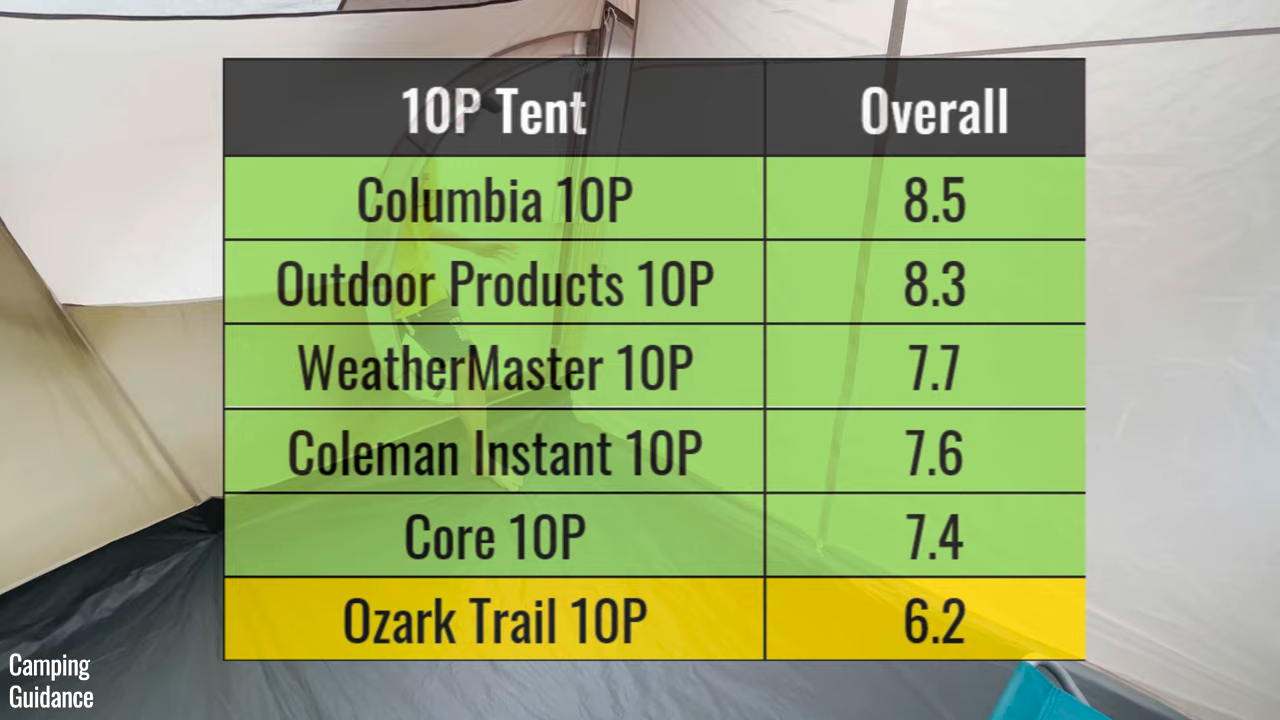 10P Tent Overall
Columbia 10P 8.5
Outdoor Products 10P 8.3
WeatherMaster 10P 7.7
Coleman Instant 10P 7.6
Core 10P 7.4
Ozark Trail 10P 6.2
Camping
Guidance